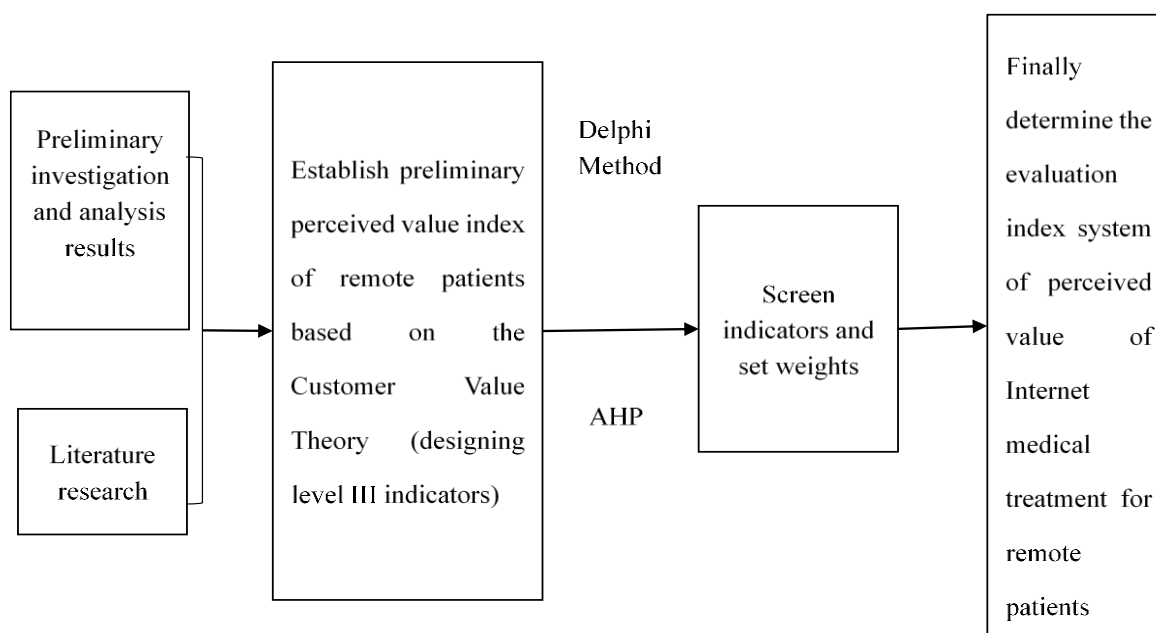 Preliminary
investigation
and analysis
results
Literature
research
Establish preliminary
perceived value index
of remote patients
based on the
Customer Value
Theory (designing
level III indicators)
Delphi
Method
AHP
Screen
indicators and
set weights
Finally
determine the
evaluation
index system
of perceived
value of
Internet
medical
treatment for
remote
patients